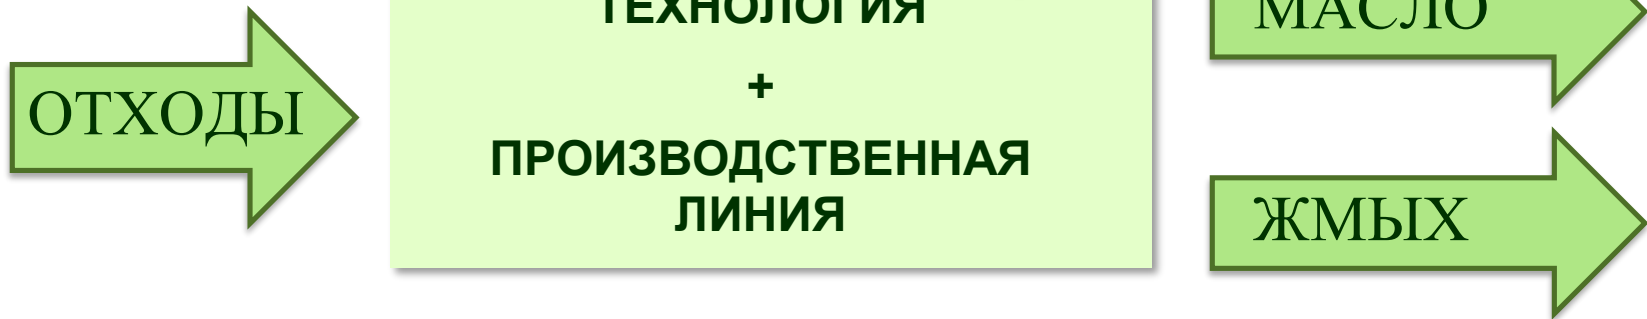 ТЕХНОЛОГИЯ
МАСЛО
ОТХОДЫ
+
ПРОИЗВОДСТВЕННАЯ
ЛИНИЯ
ЖМЫХ